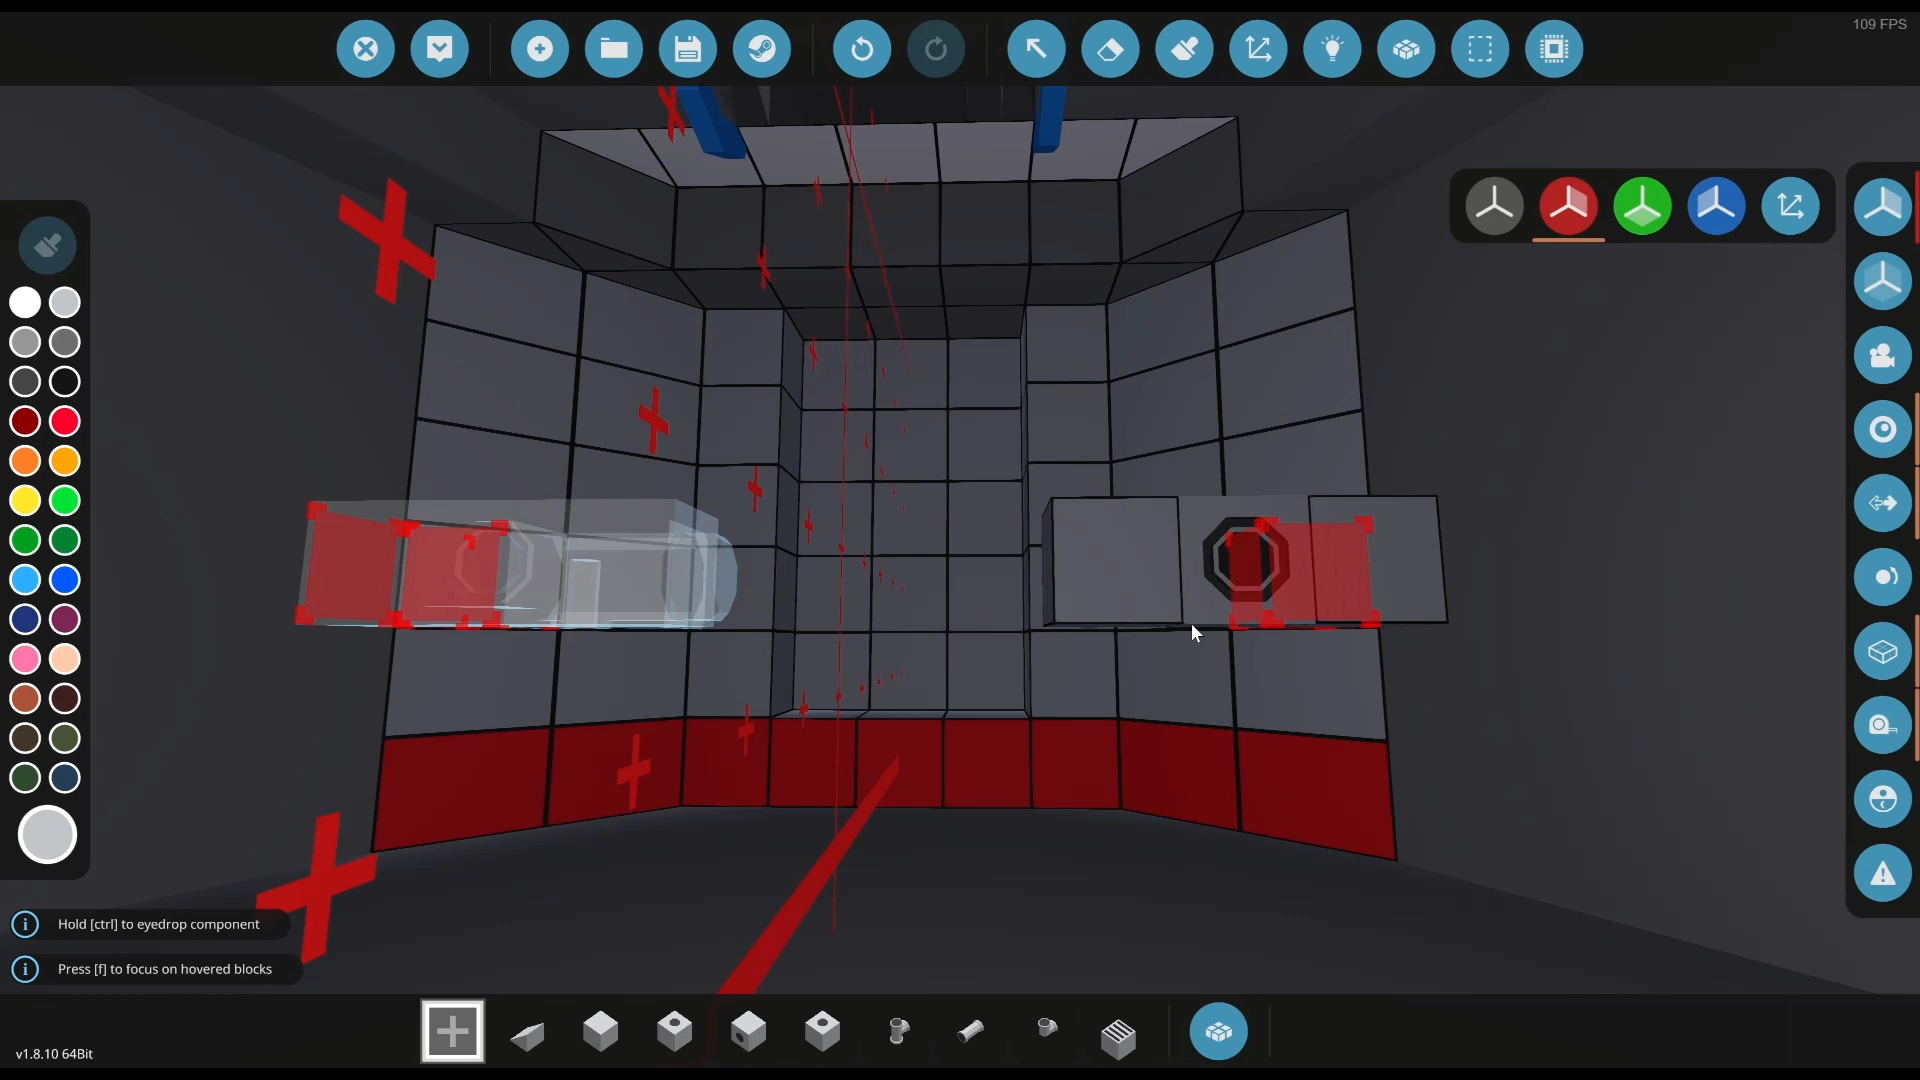 109 FPS
Hold [ctrl] to eyedrop component
Press [f] to focus on hovered blocks
v1.8.10 64Bit